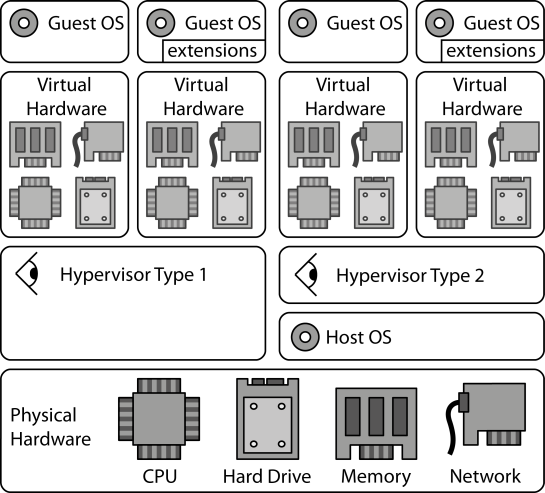 Guest OS
Guest OS
extensions
Guest OS
Guest OS
extensions
Virtual
Hardware
Virtual
Hardware
Virtual
Hardware
Virtual
Hardware
Hypervisor Type 1
Hypervisor Type 2
Host OS
Physical
Hardware
CPU
Hard Drive
Memory
Network